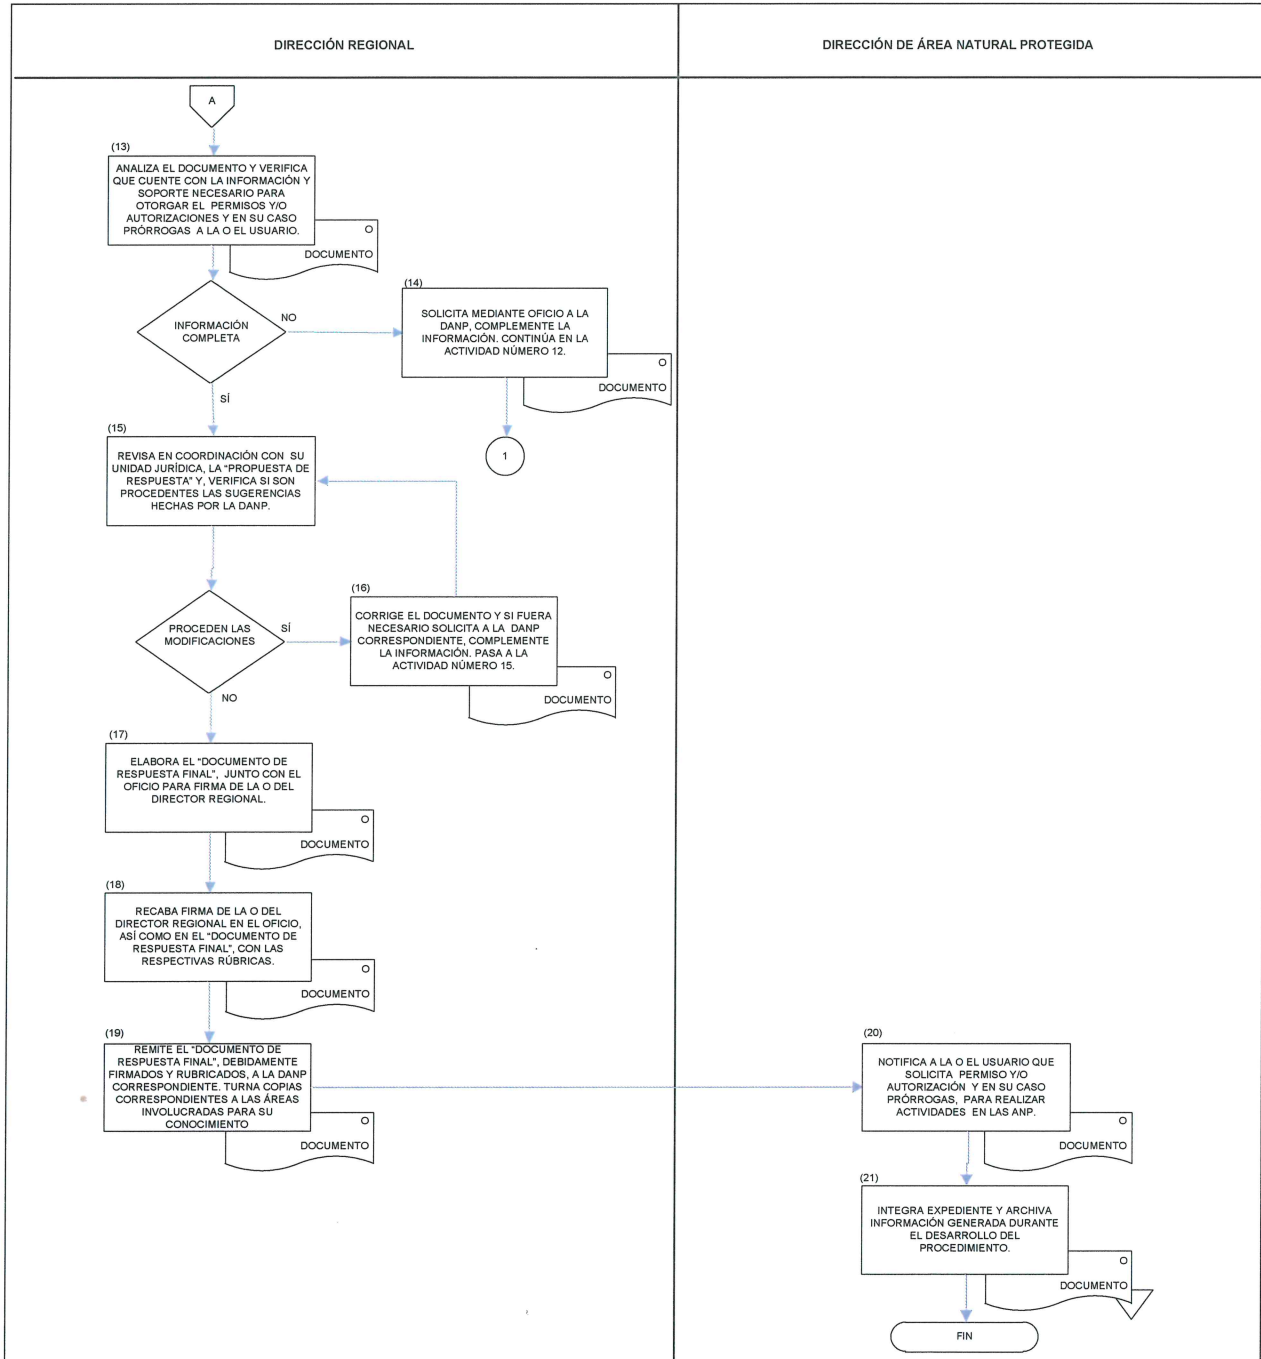 DIRECCIÓN REGIONAL
DIRECCIÓN DE ÁREA NATURAL PROTEGIDA
A
(13)
ANALIZA EL DOCUMENTO Y VERIFICA
QUE CUENTE CON LA INFORMACIÓN Y
SOPORTE NECESARIO PARA
OTORGAR EL PERMISOS Y/O
AUTORIZACIONES Y EN SU CASO
PRÓRROGAS A LA O EL USUARIO.
O
DOCUMENTO
INFORMACIÓN
COMPLETA
NO
SÍ
(14)
SOLICITA MEDIANTE OFICIO A LA
DANP, COMPLEMENTE LA
INFORMACIÓN. CONTINÚA EN LA
ACTIVIDAD NÚMERO 12.
O
DOCUMENTO
1
(15)
REVISA EN COORDINACIÓN CON SU
UNIDAD JURÍDICA, LA "PROPUESTA DE
RESPUESTA" Y, VERIFICA SI SON
PROCEDENTES LAS SUGERENCIAS
HECHAS POR LA DANP.
PROCEDEN LAS
MODIFICACIONES
SÍ
NO
(16)
CORRIGE EL DOCUMENTO Y SI FUERA
NECESARIO SOLICITA A LA DANP
CORRESPONDIENTE, COMPLEMENTE
LA INFORMACIÓN. PASA A LA
ACTIVIDAD NÚMERO 15.
O
DOCUMENTO
(17)
ELABORA EL "DOCUMENTO DE
RESPUESTA FINAL", JUNTO CON EL
OFICIO PARA FIRMA DE LA O DEL
DIRECTOR REGIONAL.
O
DOCUMENTO
(18)
RECABA FIRMA DE LA O DEL
DIRECTOR REGIONAL EN EL OFICIO,
ASÍ COMO EN EL "DOCUMENTO DE
RESPUESTA FINAL", CON LAS
RESPECTIVAS RÚBRICAS.
O
DOCUMENTO
(19)
REMITE EL "DOCUMENTO DE
RESPUESTA FINAL", DEBIDAMENTE
FIRMADOS Y RUBRICADOS, A LA DANP
CORRESPONDIENTE. TURNA COPIAS
CORRESPONDIENTES A LAS ÁREAS
INVOLUCRADAS PARA SU
CONOCIMIENTO
O
DOCUMENTO
(20)
NOTIFICA A LA O EL USUARIO QUE
SOLICITA PERMISO Y/O
AUTORIZACIÓN Y EN SU CASO
PRÓRROGAS, PARA REALIZAR
ACTIVIDADES EN LAS ANP.
O
DOCUMENTO
(21)
INTEGRA EXPEDIENTE Y ARCHIVA
INFORMACIÓN GENERADA DURANTE
EL DESARROLLO DEL
PROCEDIMIENTO.
O
DOCUMENTO
FIN